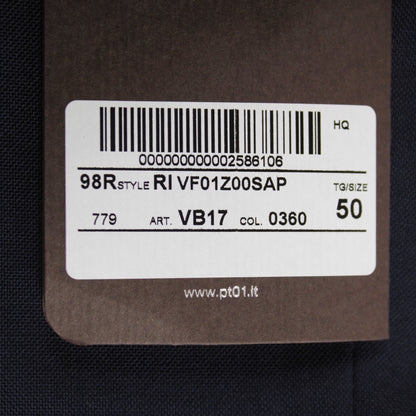 HQ
000000000002586106
98R STYLE RI VF01Z00SAP TG/SIZE
779 ART. VB17 COL. 0360 50
www.pt01.it